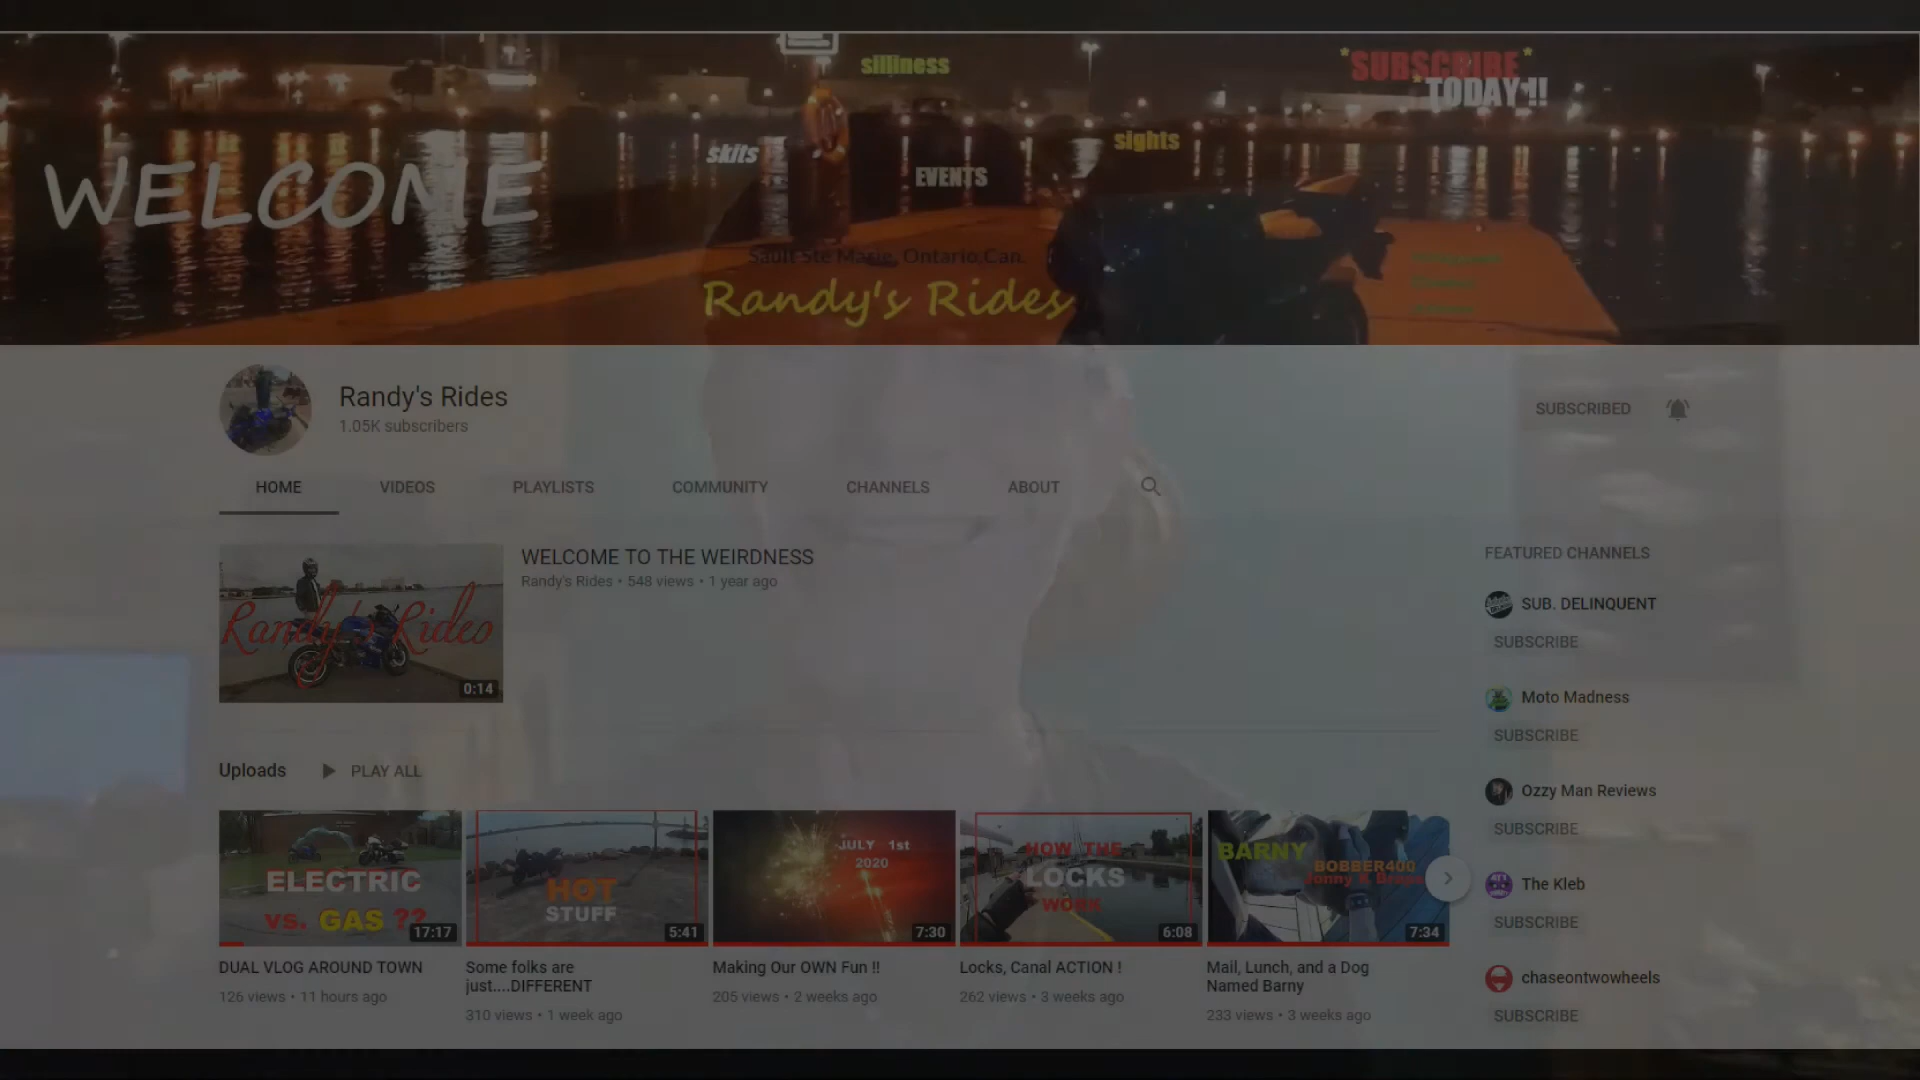 silliness
*SUBSCRIBE*
*TODAY !!
skits
sights
WELCOME
EVENTS
Sault Ste Marie, Ontario,Can.
Randy's Rides
Randy's Rides
1.05K subscribers
SUBSCRIBED
HOME
VIDEOS
PLAYLISTS
COMMUNITY
CHANNELS
ABOUT
Randy's Rides
0:14
WELCOME TO THE WEIRDNESS
Randy's Rides • 548 views • 1 year ago
FEATURED CHANNELS
SUB. DELINQUENT
SUBSCRIBE
Moto Madness
SUBSCRIBE
Ozzy Man Reviews
SUBSCRIBE
The Kleb
SUBSCRIBE
chaseontwowheels
SUBSCRIBE
Uploads
PLAY ALL
ELECTRIC
vs. GAS ??
17:17
DUAL VLOG AROUND TOWN
126 views • 11 hours ago
HOT
STUFF
5:41
Some folks are
just....DIFFERENT
310 views • 1 week ago
JULY 1st
2020
7:30
Making Our OWN Fun !!
205 views • 2 weeks ago
HOW THE
LOCKS
WORK
6:08
Locks, Canal ACTION !
262 views • 3 weeks ago
BARNY
BOBBER400
7:34
Mail, Lunch, and a Dog
Named Barny
233 views • 3 weeks ago